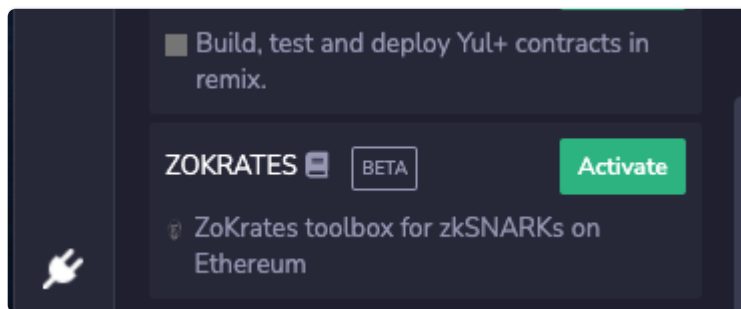 Build, test and deploy Yul+ contracts in
remix.
ZOKRATES BETA Activate
ZoKrates toolbox for zkSNARKs on
Ethereum